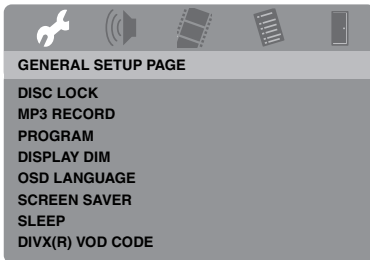 GENERAL SETUP PAGE
DISC LOCK
MP3 RECORD
PROGRAM
DISPLAY DIM
OSD LANGUAGE
SCREEN SAVER
SLEEP
DIVX(R) VOD CODE